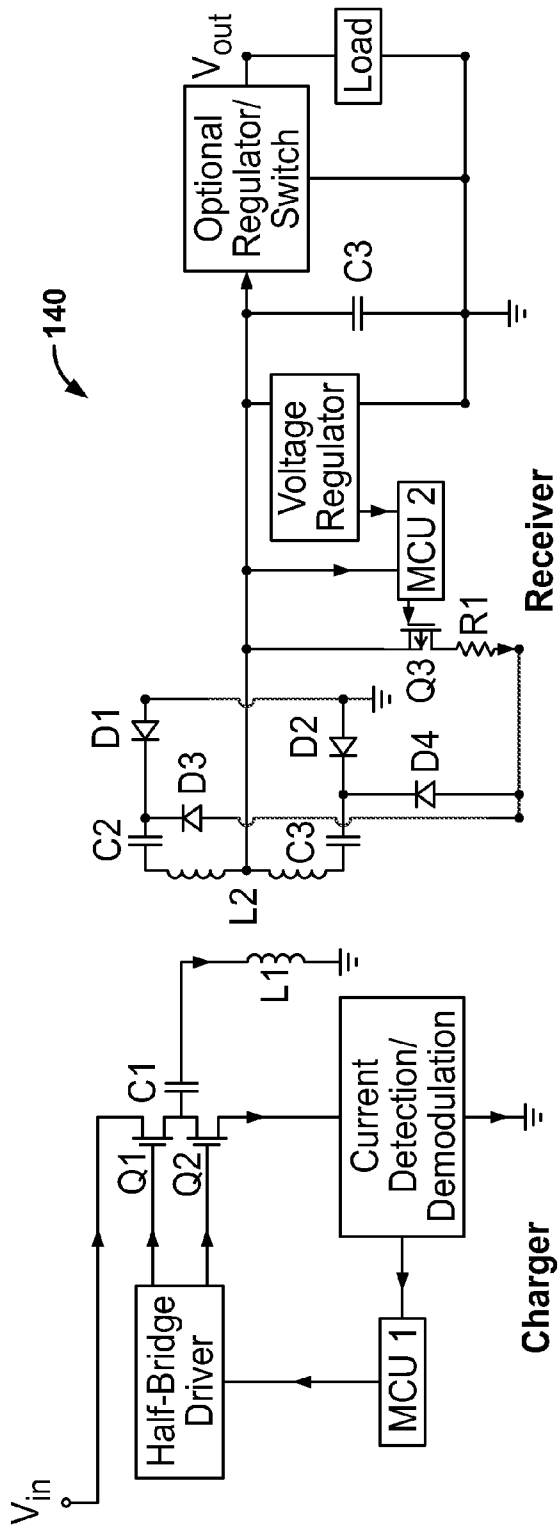 140
V_in
Half-Bridge
Driver
Q1
Q2
C1
L1
Current
Detection/
Demodulation
MCU 1
Charger
C2
D1
D3
L2
C3
D2
D4
Q3
R1
MCU 2
Voltage
Regulator
C3
Optional
Regulator/
Switch
V_out
Load
Receiver